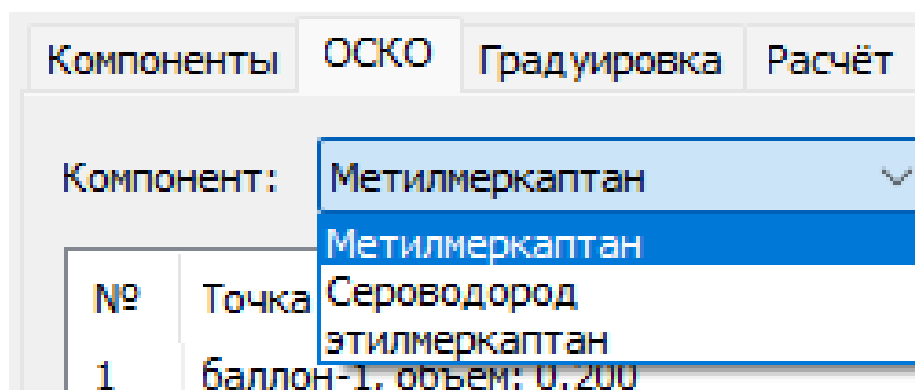 Компоненты ОСКО Градуировка Расчёт
Компонент: Метилмеркаптан
Метилмеркаптан
№ Точка Сероводород
этилмеркаптан
1 баллон-1, объем: 0,200